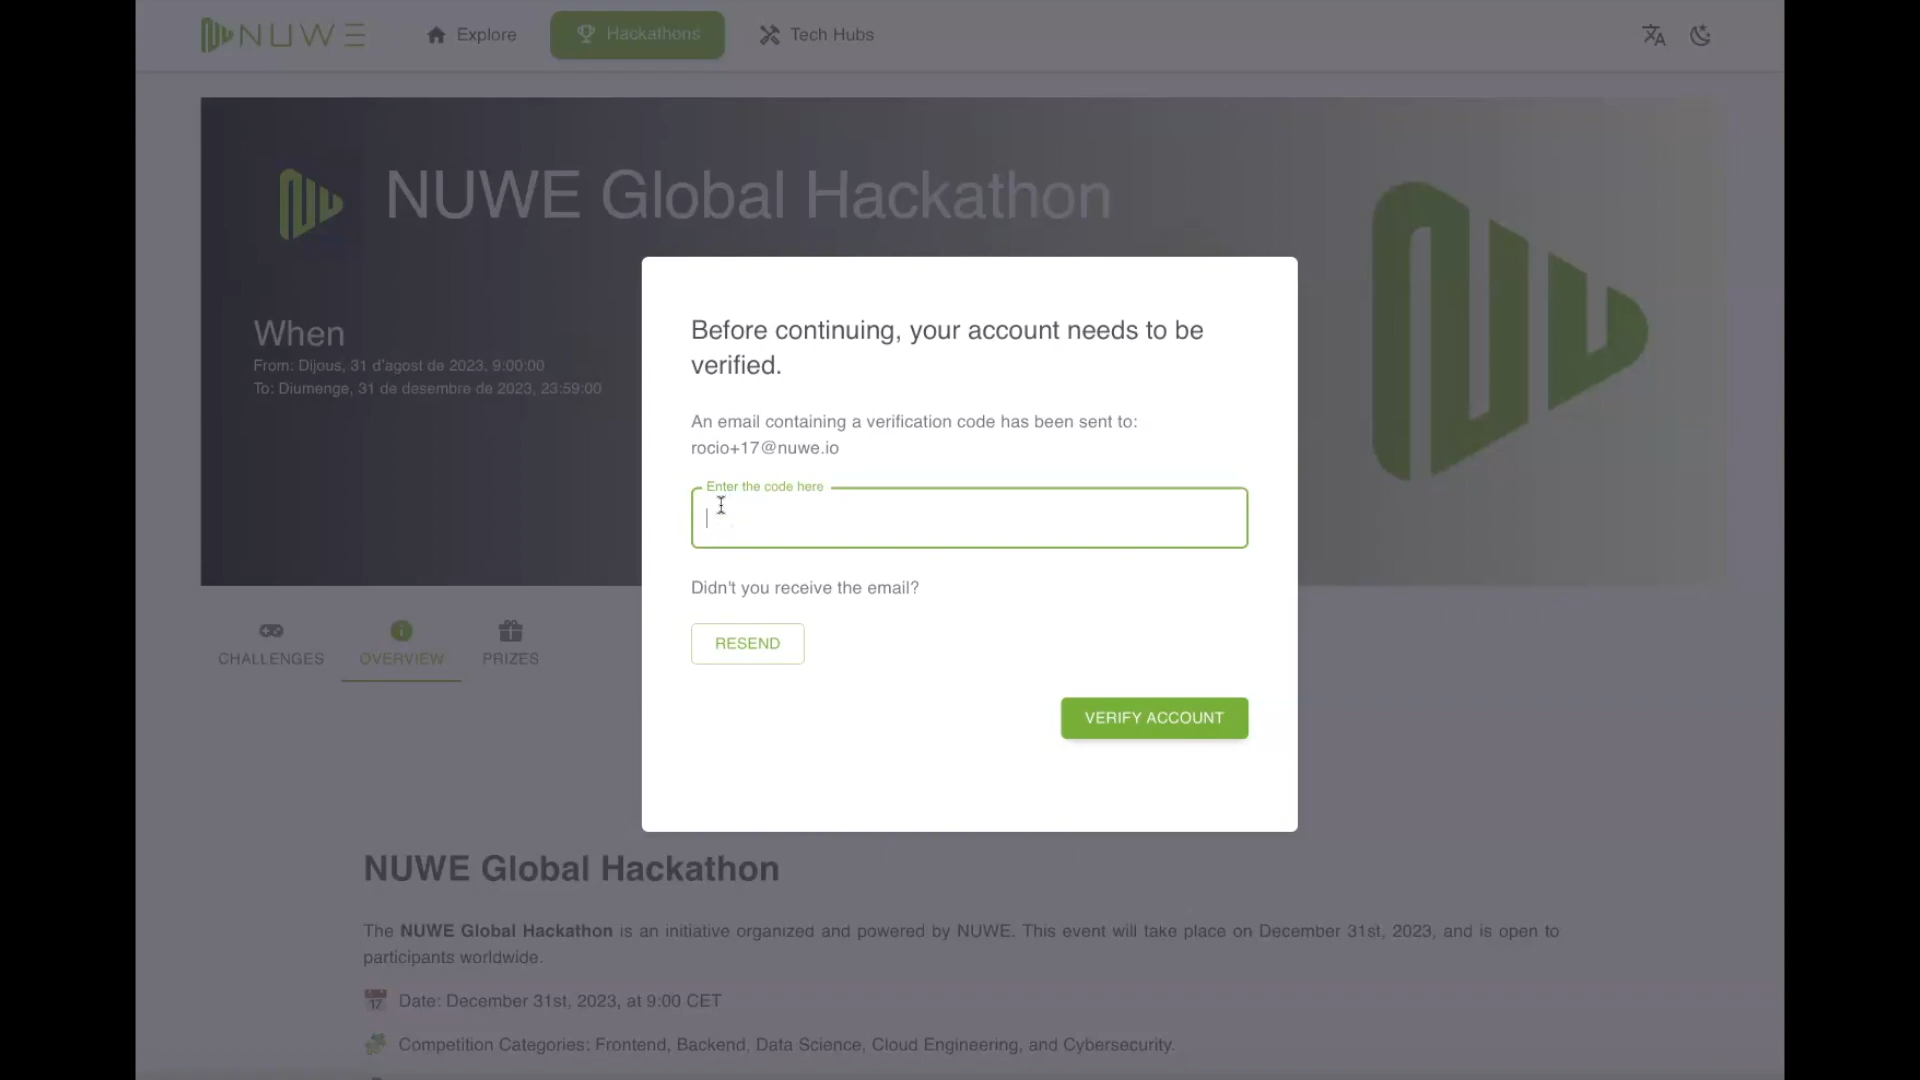 NUWE
Explore
Hackathons
Tech Hubs
NUWE Global Hackathon
When
From: Dijous, 31 d'agost de 2023, 9:00:00
To: Diumenge, 31 de desembre de 2023, 23:59:00
Before continuing, your account needs to be
verified.
An email containing a verification code has been sent to:
rocio+17@nuwe.io
Enter the code here
Didn't you receive the email?
RESEND
VERIFY ACCOUNT
CHALLENGES
OVERVIEW
PRIZES
NUWE Global Hackathon
The NUWE Global Hackathon is an initiative organized and powered by NUWE. This event will take place on December 31st, 2023, and is open to
participants worldwide.
17 Date: December 31st, 2023, at 9:00 CET
Competition Categories: Frontend, Backend, Data Science, Cloud Engineering, and Cybersecurity.